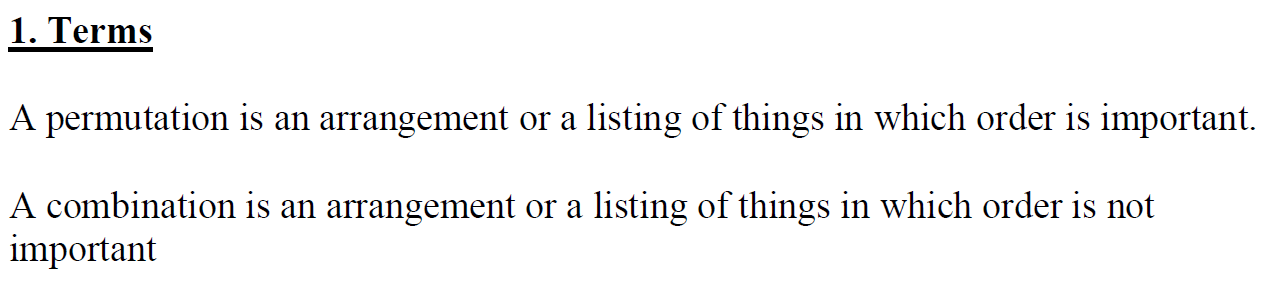 1. Terms
A permutation is an arrangement or a listing of things in which order is important.
A combination is an arrangement or a listing of things in which order is not
important